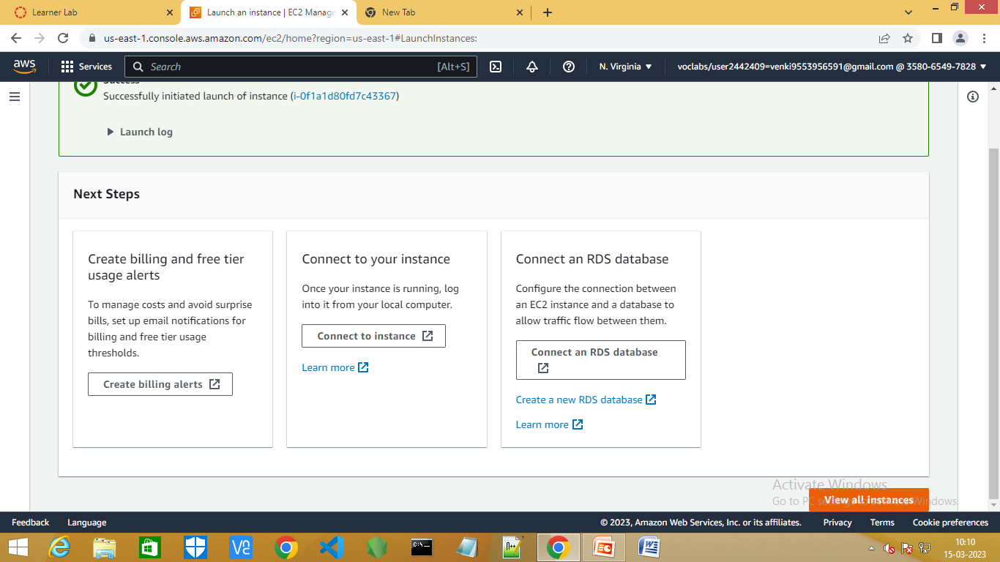 Learner Lab
Launch an instance | EC2 Manage
New Tab
us-east-1.console.aws.amazon.com/ec2/home?region=us-east-1#LaunchInstances:
aws
Services
Search
[Alt+S]
N. Virginia
voclabs/user2442409=venki9553956591@gmail.com @ 3580-6549-7828
Success
Successfully initiated launch of instance (i-0f1a1d80fd7c43367)
Launch log
Next Steps
Create billing and free tier
usage alerts
To manage costs and avoid surprise
bills, set up email notifications for
billing and free tier usage
thresholds.
Create billing alerts
Connect to your instance
Once your instance is running, log
into it from your local computer.
Connect to instance
Learn more
Connect an RDS database
Configure the connection between
an EC2 instance and a database to
allow traffic flow between them.
Connect an RDS database
Create a new RDS database
Learn more
Activate Windows
Go to PC settings to activate Windows.
View all instances
Feedback
Language
© 2023, Amazon Web Services, Inc. or its affiliates.
Privacy
Terms
Cookie preferences
10:10
15-03-2023